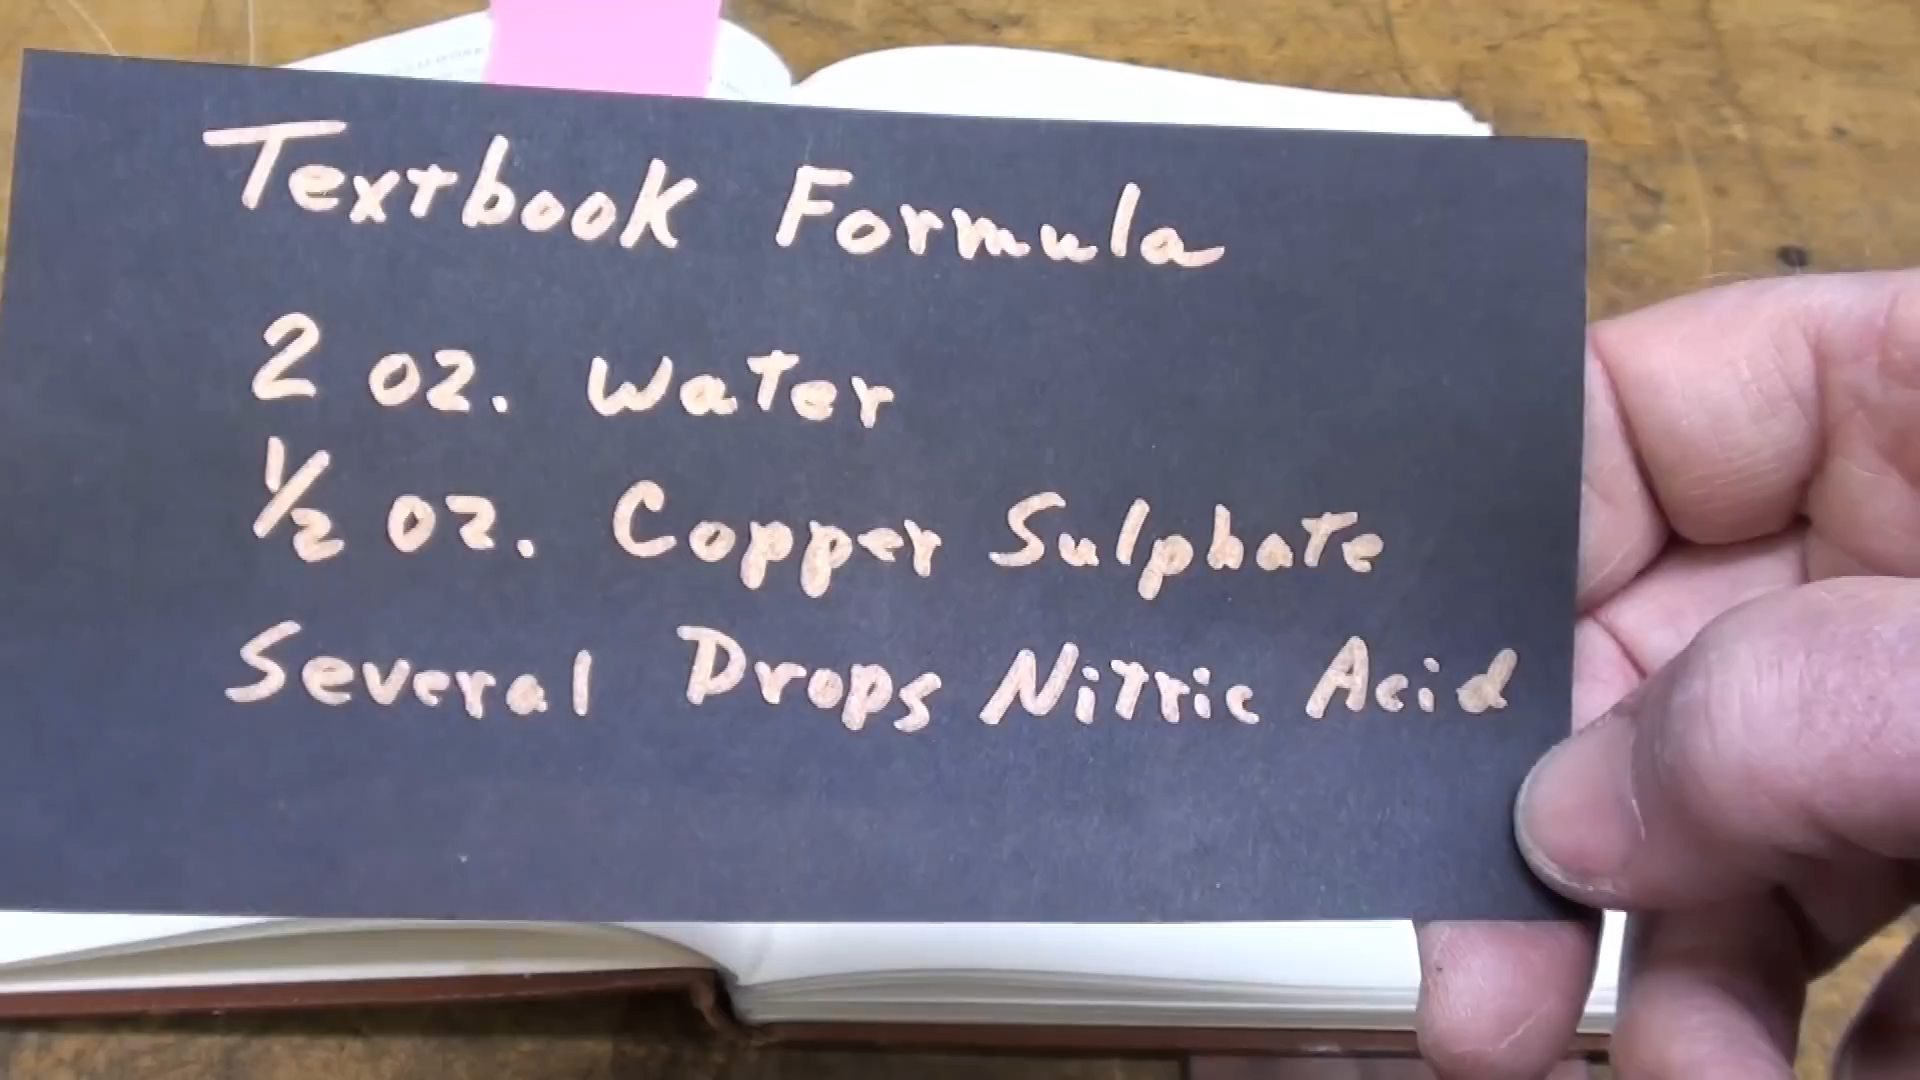 Textbook Formula
2 oz. Water
1/2 oz. Copper Sulphate
Several Drops Nitric Acid